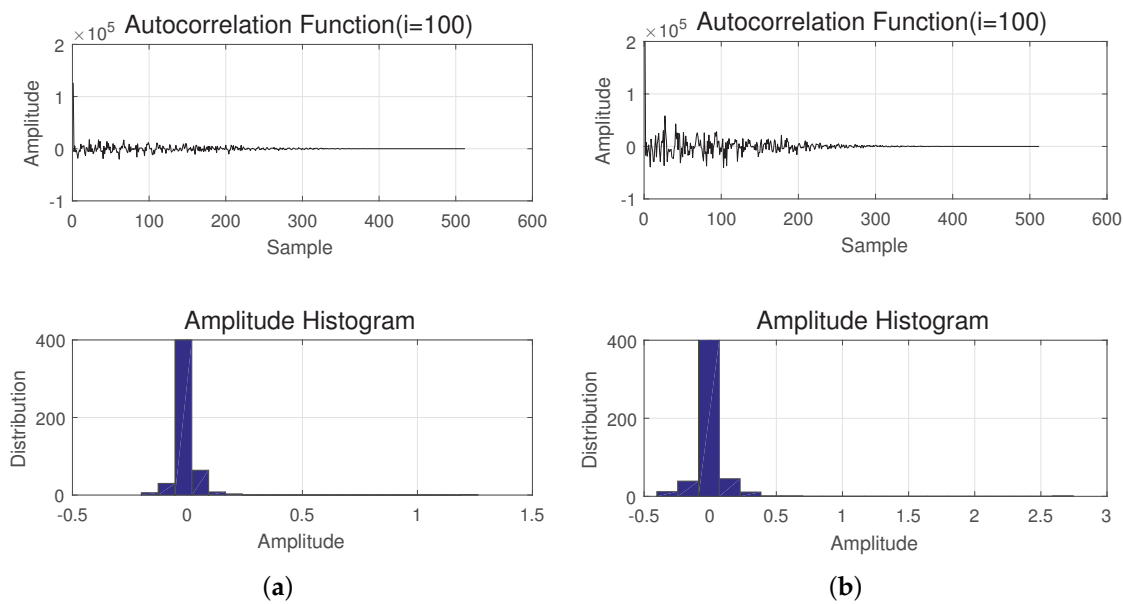 Autocorrelation Function(i=100)
×10⁵
2
1
0
-1
Amplitude
0 100 200 300 400 500 600
Sample
Amplitude Histogram
400
200
0
Distribution
-0.5 0 0.5 1 1.5
Amplitude
(a)
Autocorrelation Function(i=100)
×10⁵
2
1
0
-1
Amplitude
0 100 200 300 400 500 600
Sample
Amplitude Histogram
400
200
0
Distribution
-0.5 0 0.5 1 1.5 2 2.5 3
Amplitude
(b)